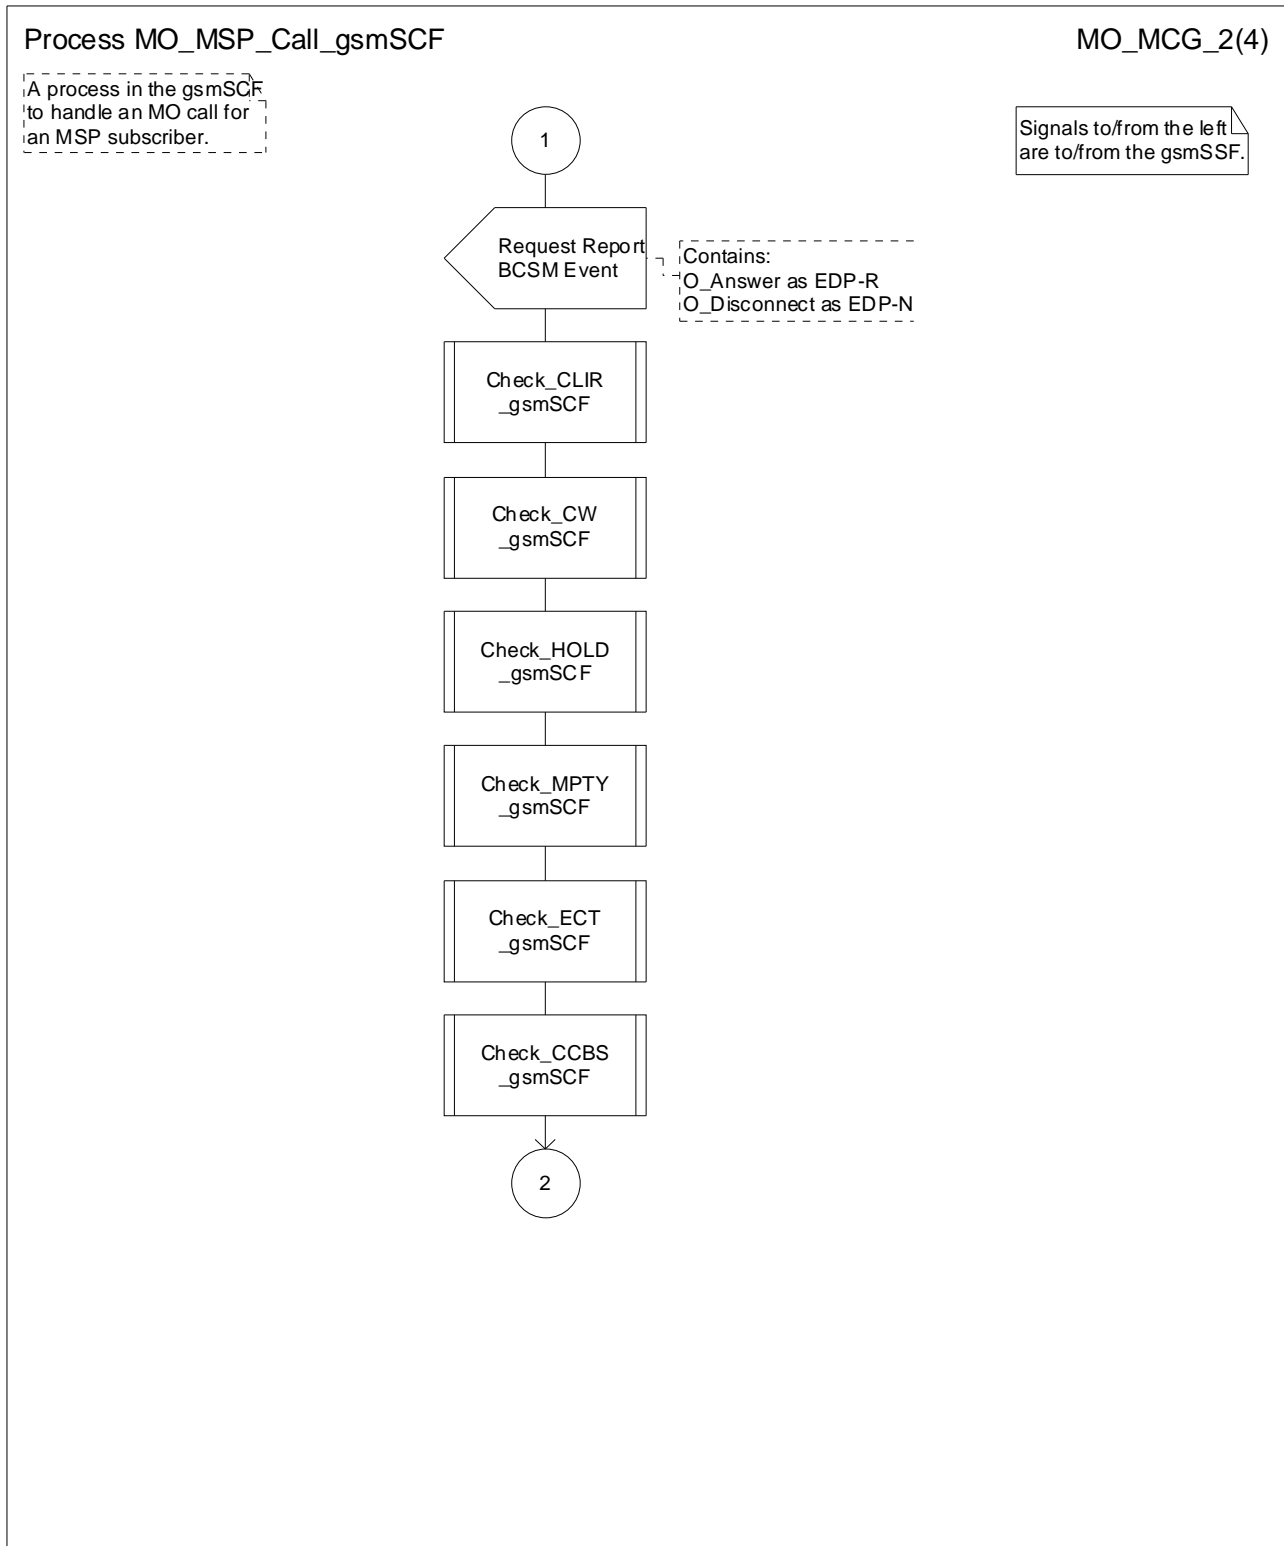 Process MO_MSP_Call_gsmSCF
MO_MCG_2(4)
A process in the gsmSCF
to handle an MO call for
an MSP subscriber.
Signals to/from the left
are to/from the gsmSSF.
1
Request Report
BCSM Event
Contains:
O_Answer as EDP-R
O_Disconnect as EDP-N
Check_CLIR
_gsmSCF
Check_CW
_gsmSCF
Check_HOLD
_gsmSCF
Check_MPTY
_gsmSCF
Check_ECT
_gsmSCF
Check_CCBS
_gsmSCF
2